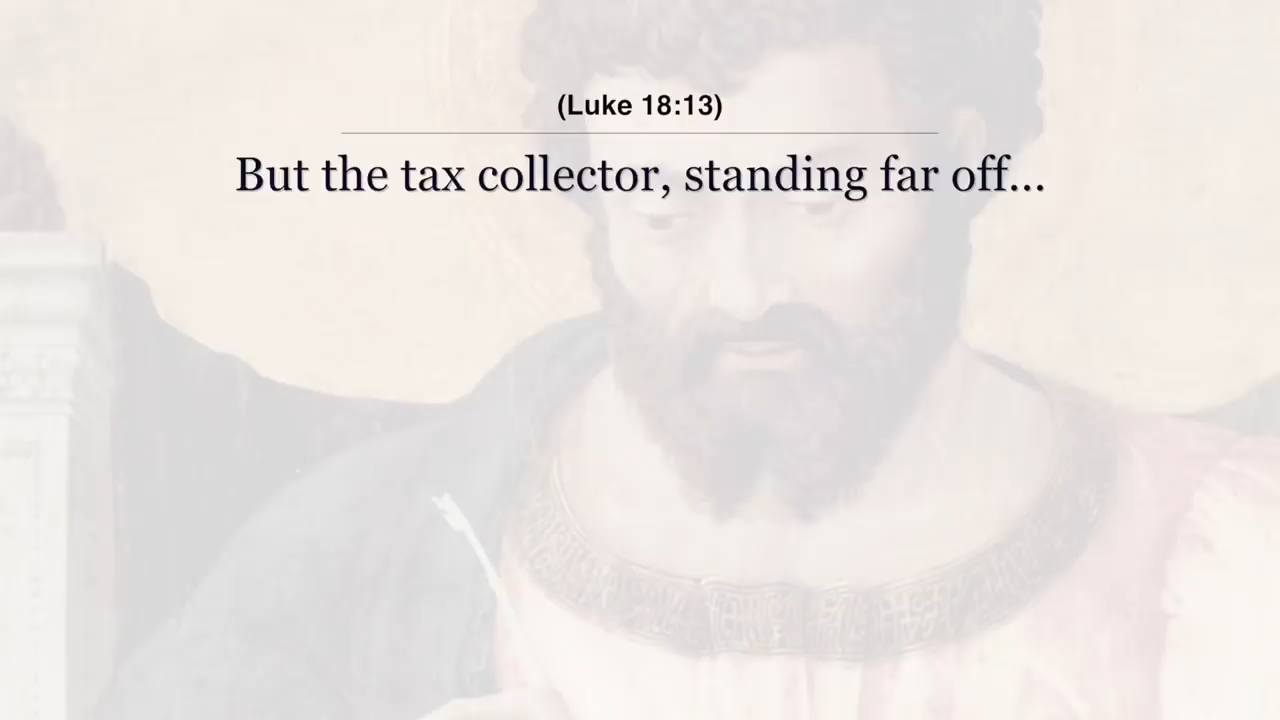 (Luke 18:13)
But the tax collector, standing far off...